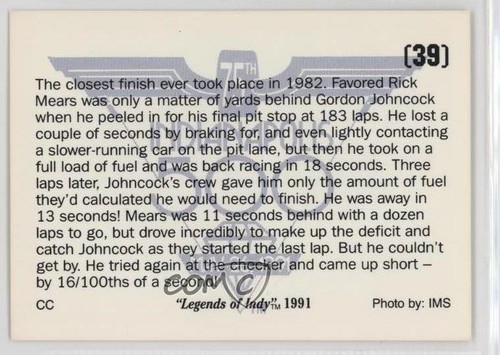 (39)
75TH
The closest finish ever took place in 1982. Favored Rick
Mears was only a matter of yards behind Gordon Johncock
when he peeled in for his final pit stop at 183 laps. He lost a
couple of seconds by braking for, and even lightly contacting
a slower-running car on the pit lane, but then he took on a
full load of fuel and was back racing in 18 seconds. Three
laps later, Johncock's crew gave him only the amount of fuel
they'd calculated he would need to finish. He was away in
13 seconds! Mears was 11 seconds behind with a dozen
laps to go, but drove incredibly to make up the deficit and
catch Johncock as they started the last lap. But he couldn't
get by. He tried again at the checker and came up short –
by 16/100ths of a second!
INDIANAPOLIS
500
COMC
CC "Legends of Indy"™ 1991 Photo by: IMS